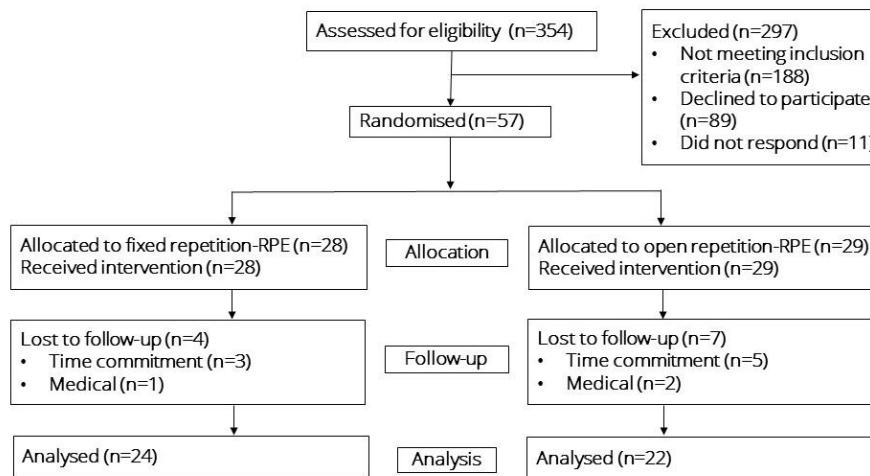 Assessed for eligibility (n=354)
Excluded (n=297)
• Not meeting inclusion
criteria (n=188)
• Declined to participate
(n=89)
• Did not respond (n=11)
Randomised (n=57)
Allocated to fixed repetition-RPE (n=28)
Received intervention (n=28)
Allocation
Allocated to open repetition-RPE (n=29)
Received intervention (n=29)
Lost to follow-up (n=4)
• Time commitment (n=3)
• Medical (n=1)
Follow-up
Lost to follow-up (n=7)
• Time commitment (n=5)
• Medical (n=2)
Analysed (n=24)
Analysis
Analysed (n=22)